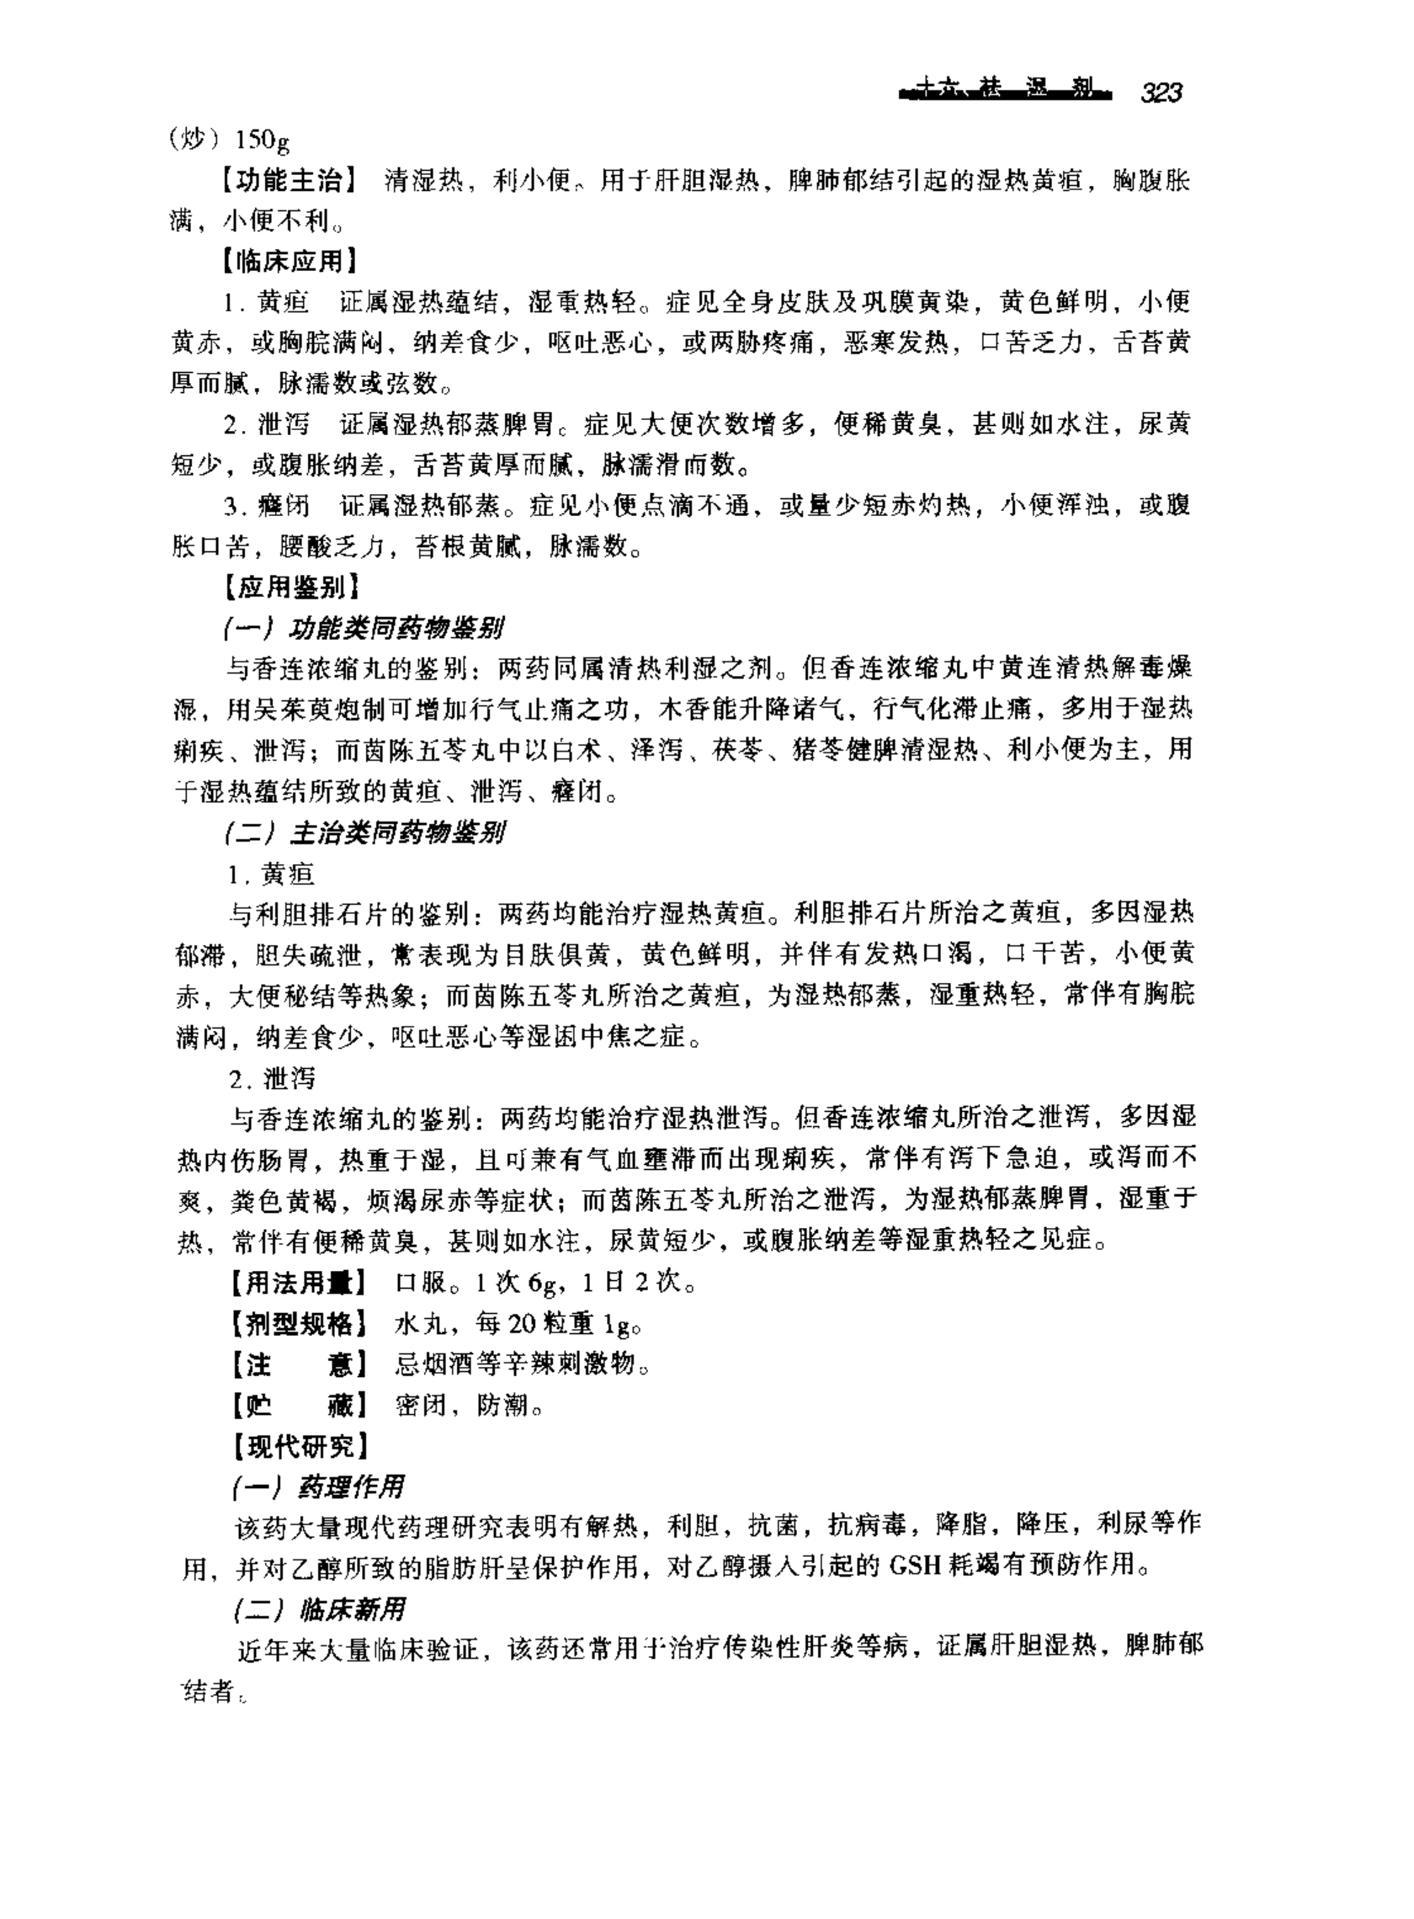 十六、祛湿剂 323
（炒）150g
【功能主治】 清湿热，利小便。用于肝胆湿热，脾肺郁结引起的湿热黄疸，胸腹胀
满，小便不利。
【临床应用】
1. 黄疸 证属湿热蕴结，湿重热轻。症见全身皮肤及巩膜黄染，黄色鲜明，小便
黄赤，或胸脘满闷，纳差食少，呕吐恶心，或两胁疼痛，恶寒发热，口苦乏力，舌苔黄
厚而腻，脉濡数或弦数。
2. 泄泻 证属湿热郁蒸脾胃。症见大便次数增多，便稀黄臭，甚则如水注，尿黄
短少，或腹胀纳差，舌苔黄厚而腻，脉濡滑而数。
3. 癃闭 证属湿热郁蒸。症见小便点滴不通，或量少短赤灼热，小便浑浊，或腹
胀口苦，腰酸乏力，苔根黄腻，脉濡数。
【应用鉴别】
（一）功能类同药物鉴别
与香连浓缩丸的鉴别：两药同属清热利湿之剂。但香连浓缩丸中黄连清热解毒燥
湿，用吴茱萸炮制可增加行气止痛之功，木香能升降诸气，行气化滞止痛，多用于湿热
痢疾、泄泻；而茵陈五苓丸中以白术、泽泻、茯苓、猪苓健脾清湿热、利小便为主，用
于湿热蕴结所致的黄疸、泄泻、癃闭。
（二）主治类同药物鉴别
1. 黄疸
与利胆排石片的鉴别：两药均能治疗湿热黄疸。利胆排石片所治之黄疸，多因湿热
郁滞，胆失疏泄，常表现为目肤俱黄，黄色鲜明，并伴有发热口渴，口干苦，小便黄
赤，大便秘结等热象；而茵陈五苓丸所治之黄疸，为湿热郁蒸，湿重热轻，常伴有胸脘
满闷，纳差食少，呕吐恶心等湿困中焦之症。
2. 泄泻
与香连浓缩丸的鉴别：两药均能治疗湿热泄泻。但香连浓缩丸所治之泄泻，多因湿
热内伤肠胃，热重于湿，且可兼有气血壅滞而出现痢疾，常伴有泻下急迫，或泻而不
爽，粪色黄褐，烦渴尿赤等症状；而茵陈五苓丸所治之泄泻，为湿热郁蒸脾胃，湿重于
热，常伴有便稀黄臭，甚则如水注，尿黄短少，或腹胀纳差等湿重热轻之见症。
【用法用量】 口服。1次6g，1日2次。
【剂型规格】 水丸，每20粒重1g。
【注 意】 忌烟酒等辛辣刺激物。
【贮 藏】 密闭，防潮。
【现代研究】
（一）药理作用
该药大量现代药理研究表明有解热，利胆，抗菌，抗病毒，降脂，降压，利尿等作
用，并对乙醇所致的脂肪肝呈保护作用，对乙醇摄入引起的GSH耗竭有预防作用。
（二）临床新用
近年来大量临床验证，该药还常用于治疗传染性肝炎等病，证属肝胆湿热，脾肺郁
结者。